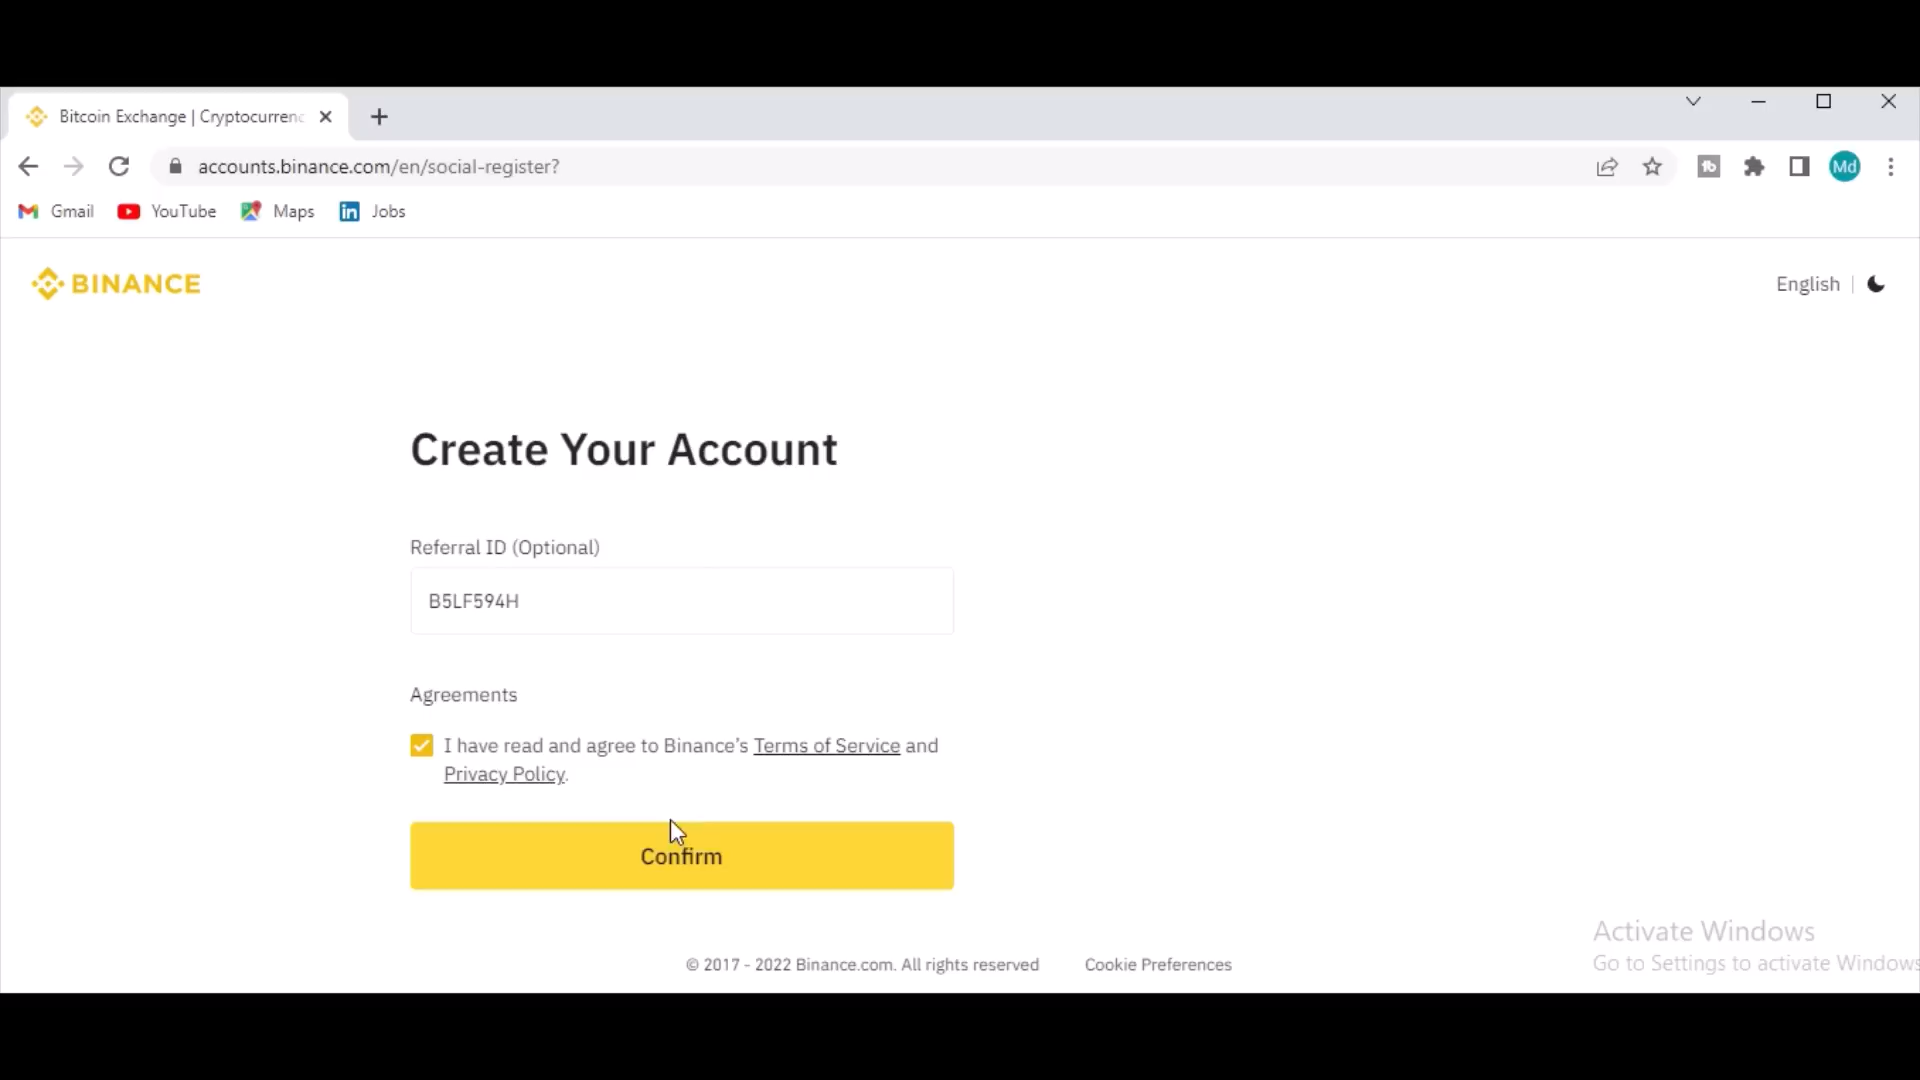 Bitcoin Exchange | Cryptocurrenc
accounts.binance.com/en/social-register?
tb
Md
Gmail
YouTube
Maps
Jobs
BINANCE
English
Create Your Account
Referral ID (Optional)
B5LF594H
Agreements
I have read and agree to Binance’s Terms of Service and
Privacy Policy.
Confirm
Activate Windows
Go to Settings to activate Windows
© 2017 - 2022 Binance.com. All rights reserved
Cookie Preferences